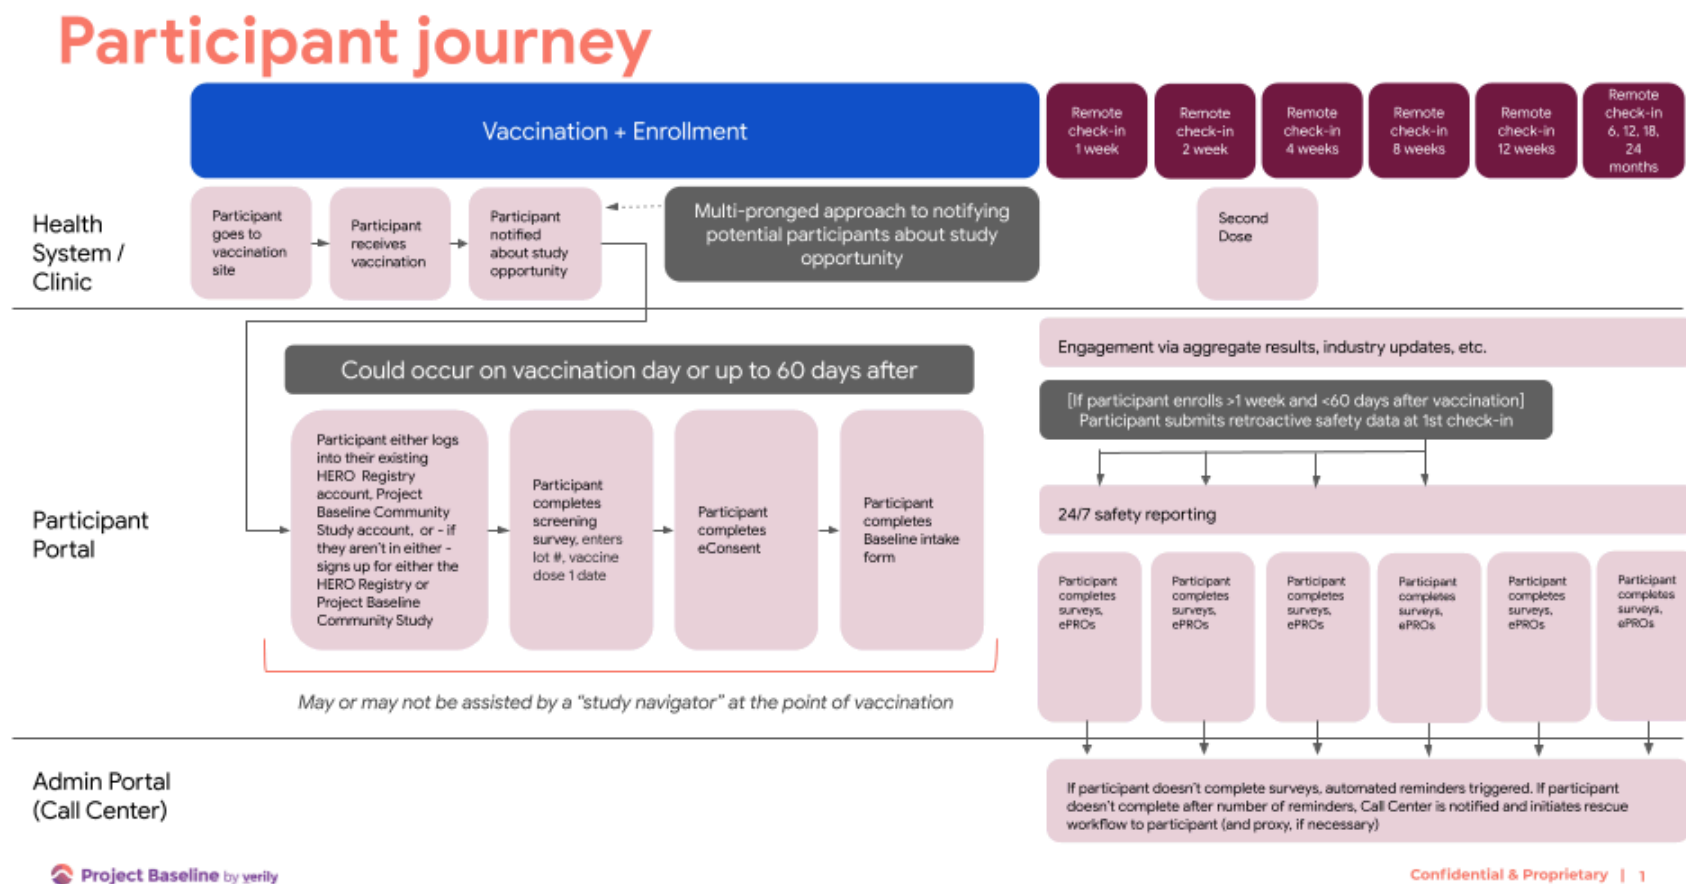 Participant journey
Vaccination + Enrollment
Remote
check-in
1 week
Remote
check-in
2 week
Remote
check-in
4 weeks
Remote
check-in
8 weeks
Remote
check-in
12 weeks
Remote
check-in
6, 12, 18,
24
months
Health
System /
Clinic
Participant
goes to
vaccination
site
Participant
receives
vaccination
Participant
notified
about study
opportunity
Multi-pronged approach to notifying
potential participants about study
opportunity
Second
Dose
Participant
Portal
Could occur on vaccination day or up to 60 days after
Participant either logs
into their existing
HERO Registry
account, Project
Baseline Community
Study account, or - if
they aren't in either -
signs up for either the
HERO Registry or
Project Baseline
Community Study
Participant
completes
screening
survey, enters
lot #, vaccine
dose 1 date
Participant
completes
eConsent
Participant
completes
Baseline intake
form
May or may not be assisted by a "study navigator" at the point of vaccination
Engagement via aggregate results, industry updates, etc.
[If participant enrolls >1 week and <60 days after vaccination]
Participant submits retroactive safety data at 1st check-in
24/7 safety reporting
Participant
completes
surveys,
ePROs
Participant
completes
surveys,
ePROs
Participant
completes
surveys,
ePROs
Participant
completes
surveys,
ePROs
Participant
completes
surveys,
ePROs
Participant
completes
surveys,
ePROs
Admin Portal
(Call Center)
If participant doesn't complete surveys, automated reminders triggered. If participant
doesn't complete after number of reminders, Call Center is notified and initiates rescue
workflow to participant (and proxy, if necessary)
Project Baseline by verily
Confidential & Proprietary | 1